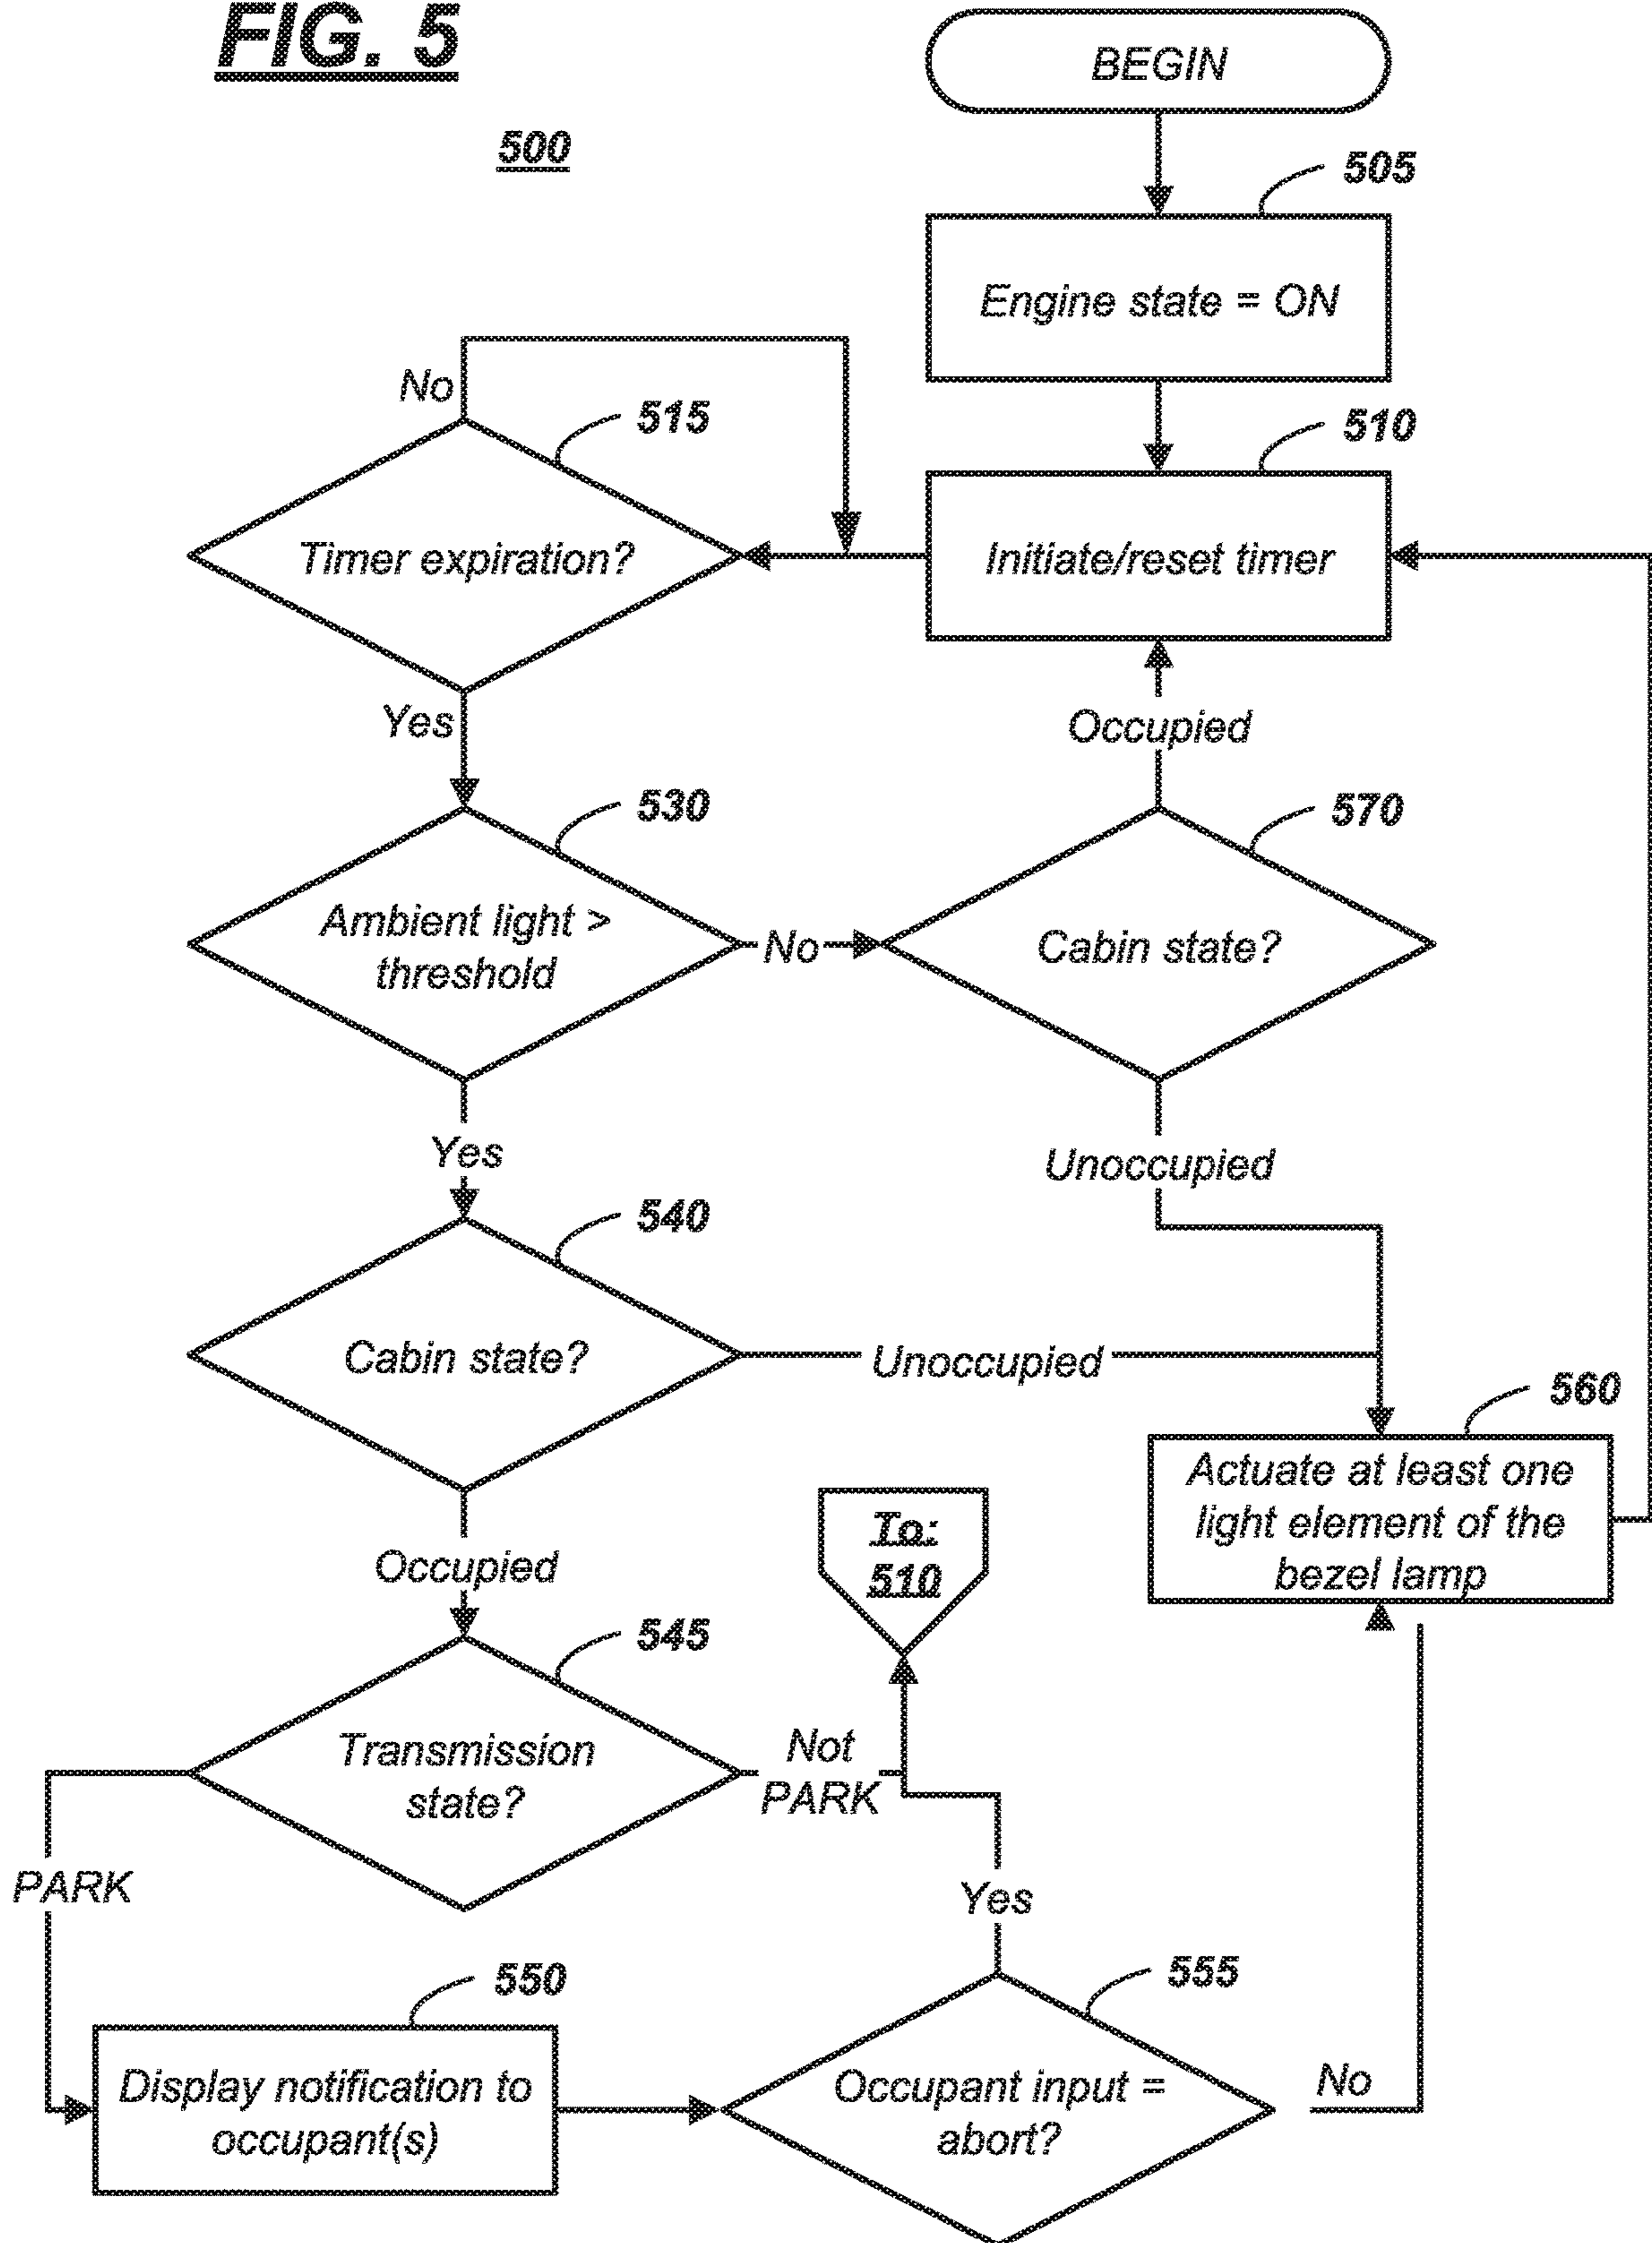 FIG. 5
500
BEGIN
505
Engine state = ON
No
515
510
Timer expiration?
Initiate/reset timer
Yes
Occupied
530
570
Ambient light >
threshold
No
Cabin state?
Yes
Unoccupied
540
Cabin state?
Unoccupied
560
Actuate at least one
light element of the
bezel lamp
Occupied
To:
510
545
Transmission
state?
Not
PARK
PARK
Yes
550
555
Display notification to
occupant(s)
Occupant input =
abort?
No